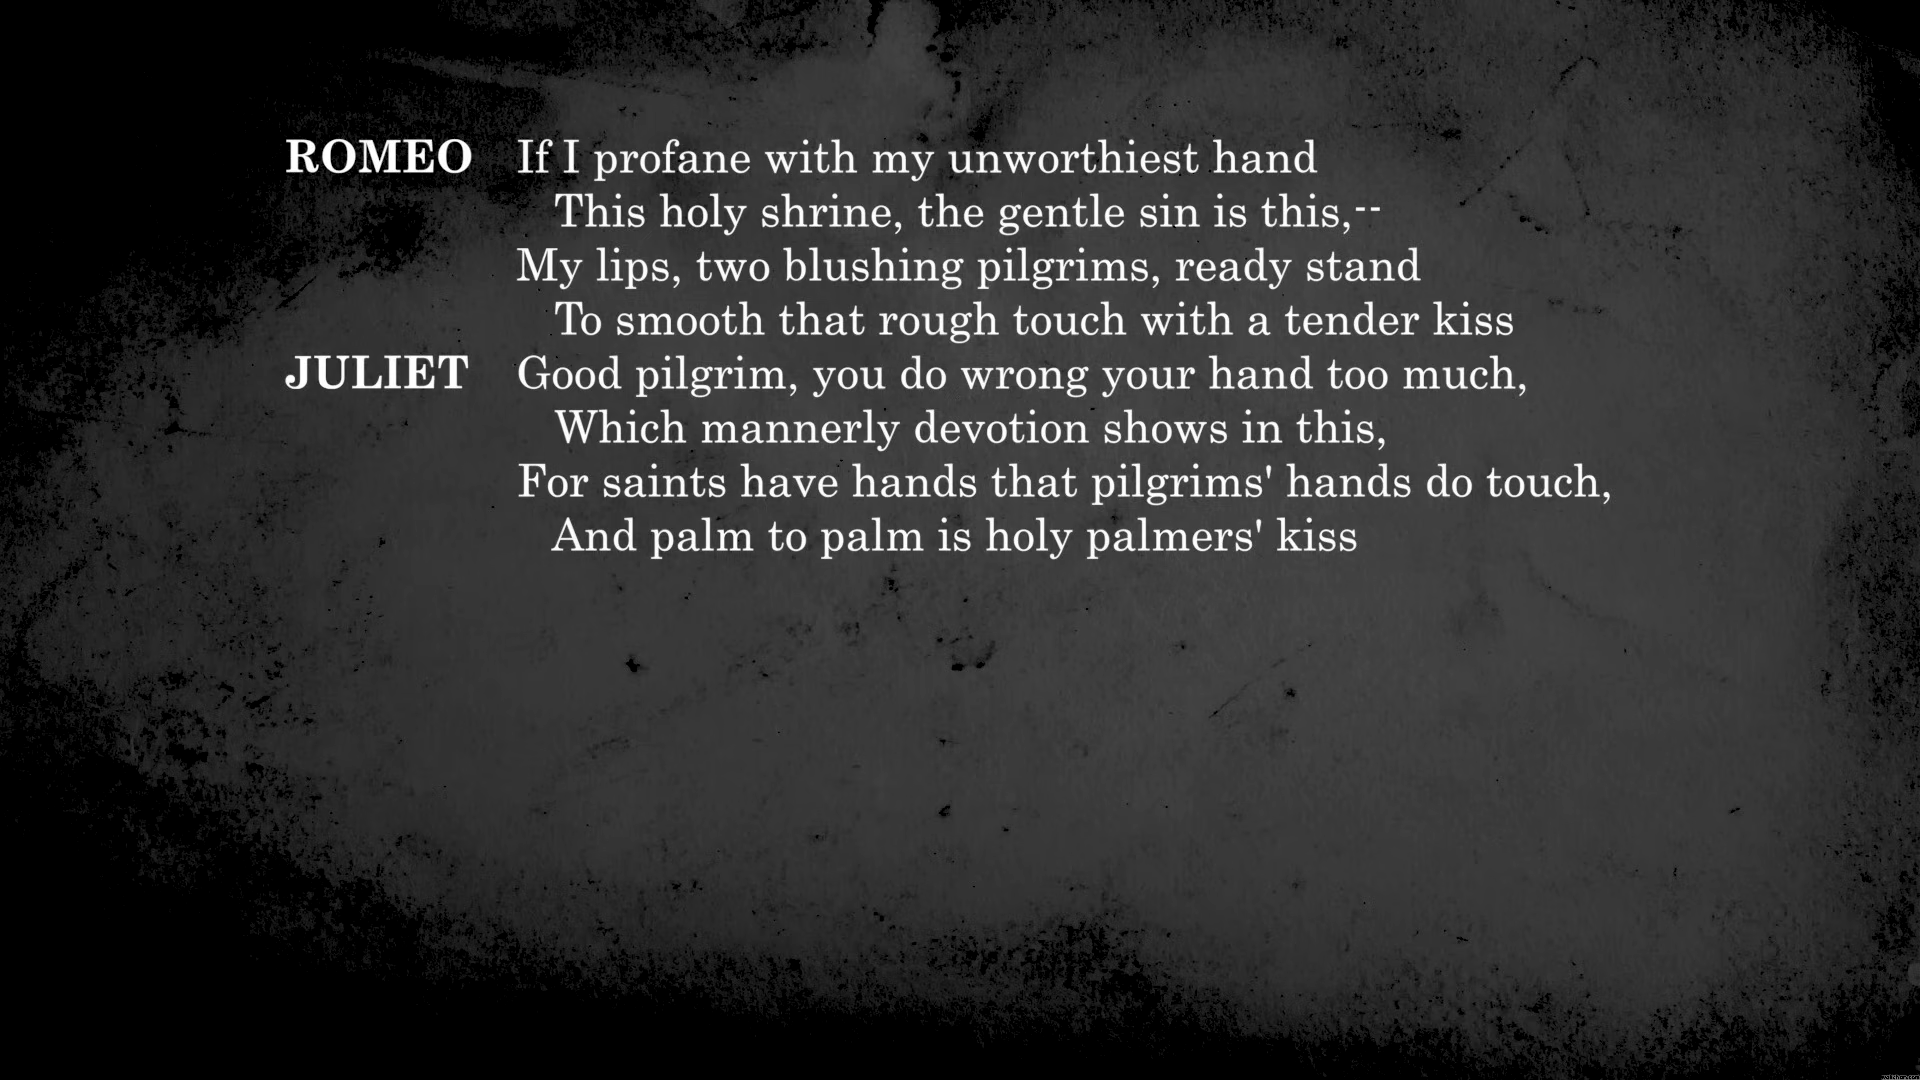 ROMEO If I profane with my unworthiest hand
This holy shrine, the gentle sin is this,--
My lips, two blushing pilgrims, ready stand
To smooth that rough touch with a tender kiss
JULIET Good pilgrim, you do wrong your hand too much,
Which mannerly devotion shows in this,
For saints have hands that pilgrims' hands do touch,
And palm to palm is holy palmers' kiss